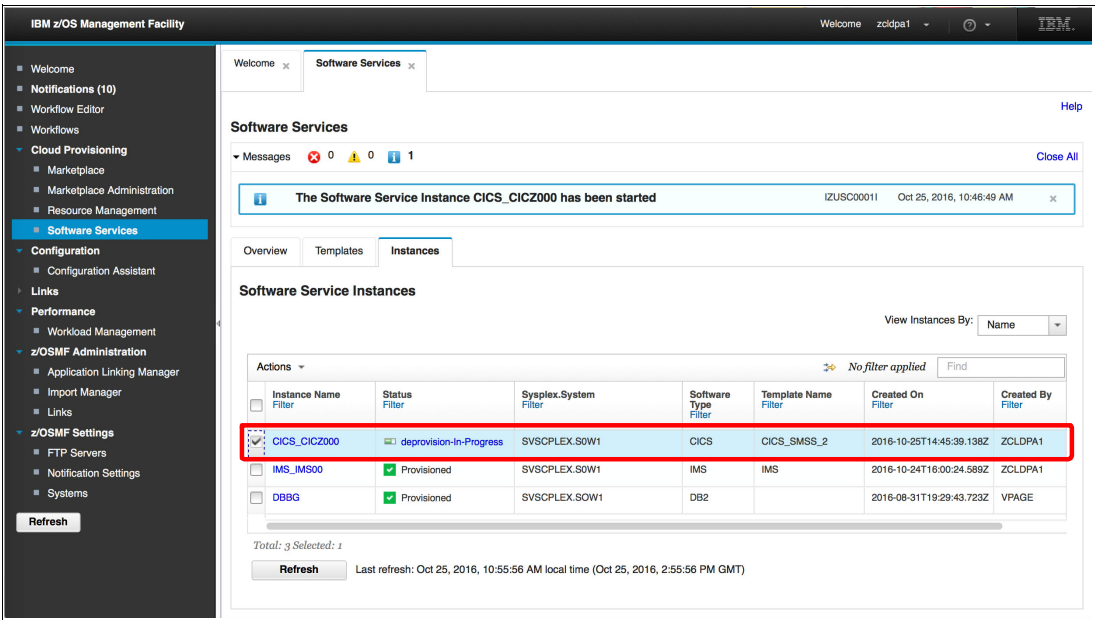 IBM z/OS Management Facility
Welcome zcldpa1
IBM.
Welcome
Notifications (10)
Workflow Editor
Workflows
Cloud Provisioning
Marketplace
Marketplace Administration
Resource Management
Software Services
Configuration
Configuration Assistant
Links
Performance
Workload Management
z/OSMF Administration
Application Linking Manager
Import Manager
Links
z/OSMF Settings
FTP Servers
Notification Settings
Systems
Refresh
Welcome
Software Services
Help
Software Services
Messages 0 0 1
Close All
The Software Service Instance CICS_CICZ000 has been started IZUSC0001I Oct 25, 2016, 10:46:49 AM
Overview Templates Instances
Software Service Instances
View Instances By: Name
Actions No filter applied Find
Instance Name Status Sysplex.System Software Type Template Name Created On Created By
Filter Filter Filter Filter Filter Filter Filter
CICS_CICZ000 deprovision-In-Progress SVSCPLEX.S0W1 CICS CICS_SMSS_2 2016-10-25T14:45:39.138Z ZCLDPA1
IMS_IMS00 Provisioned SVSCPLEX.S0W1 IMS IMS 2016-10-24T16:00:24.589Z ZCLDPA1
DBBG Provisioned SVSCPLEX.SOW1 DB2 2016-08-31T19:29:43.723Z VPAGE
Total: 3 Selected: 1
Refresh Last refresh: Oct 25, 2016, 10:55:56 AM local time (Oct 25, 2016, 2:55:56 PM GMT)